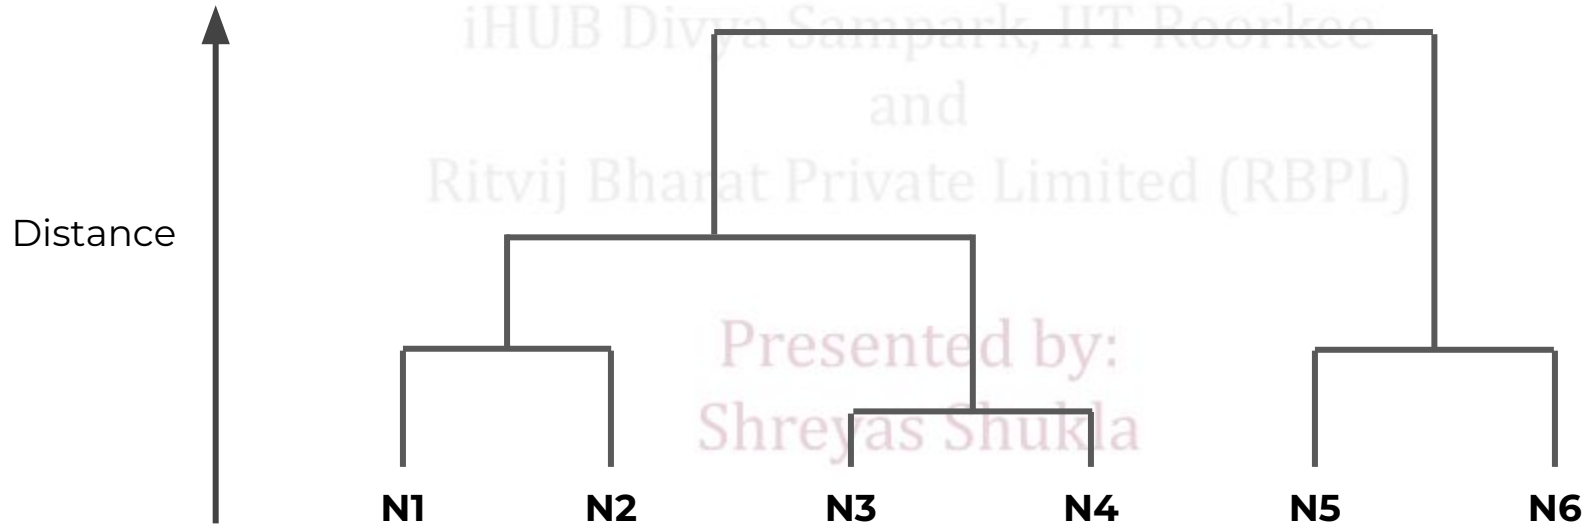 iHUB Divya Sampark, IIT Roorkee
and
Ritvij Bharat Private Limited (RBPL)
Distance
Presented by:
Shreyas Shukla
N1 N2 N3 N4 N5 N6